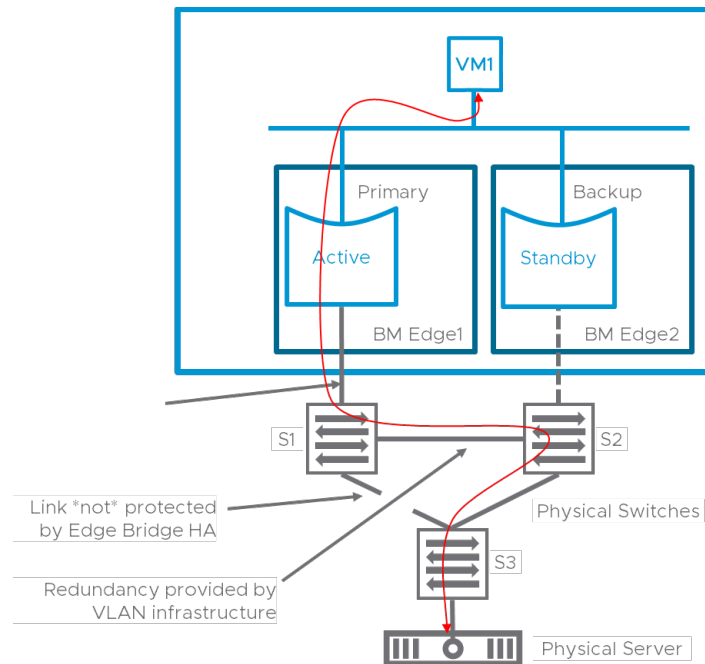 VM1
Primary
Backup
Active
Standby
BM Edge1
BM Edge2
S1
S2
Link *not* protected
by Edge Bridge HA
Physical Switches
S3
Redundancy provided by
VLAN infrastructure
Physical Server